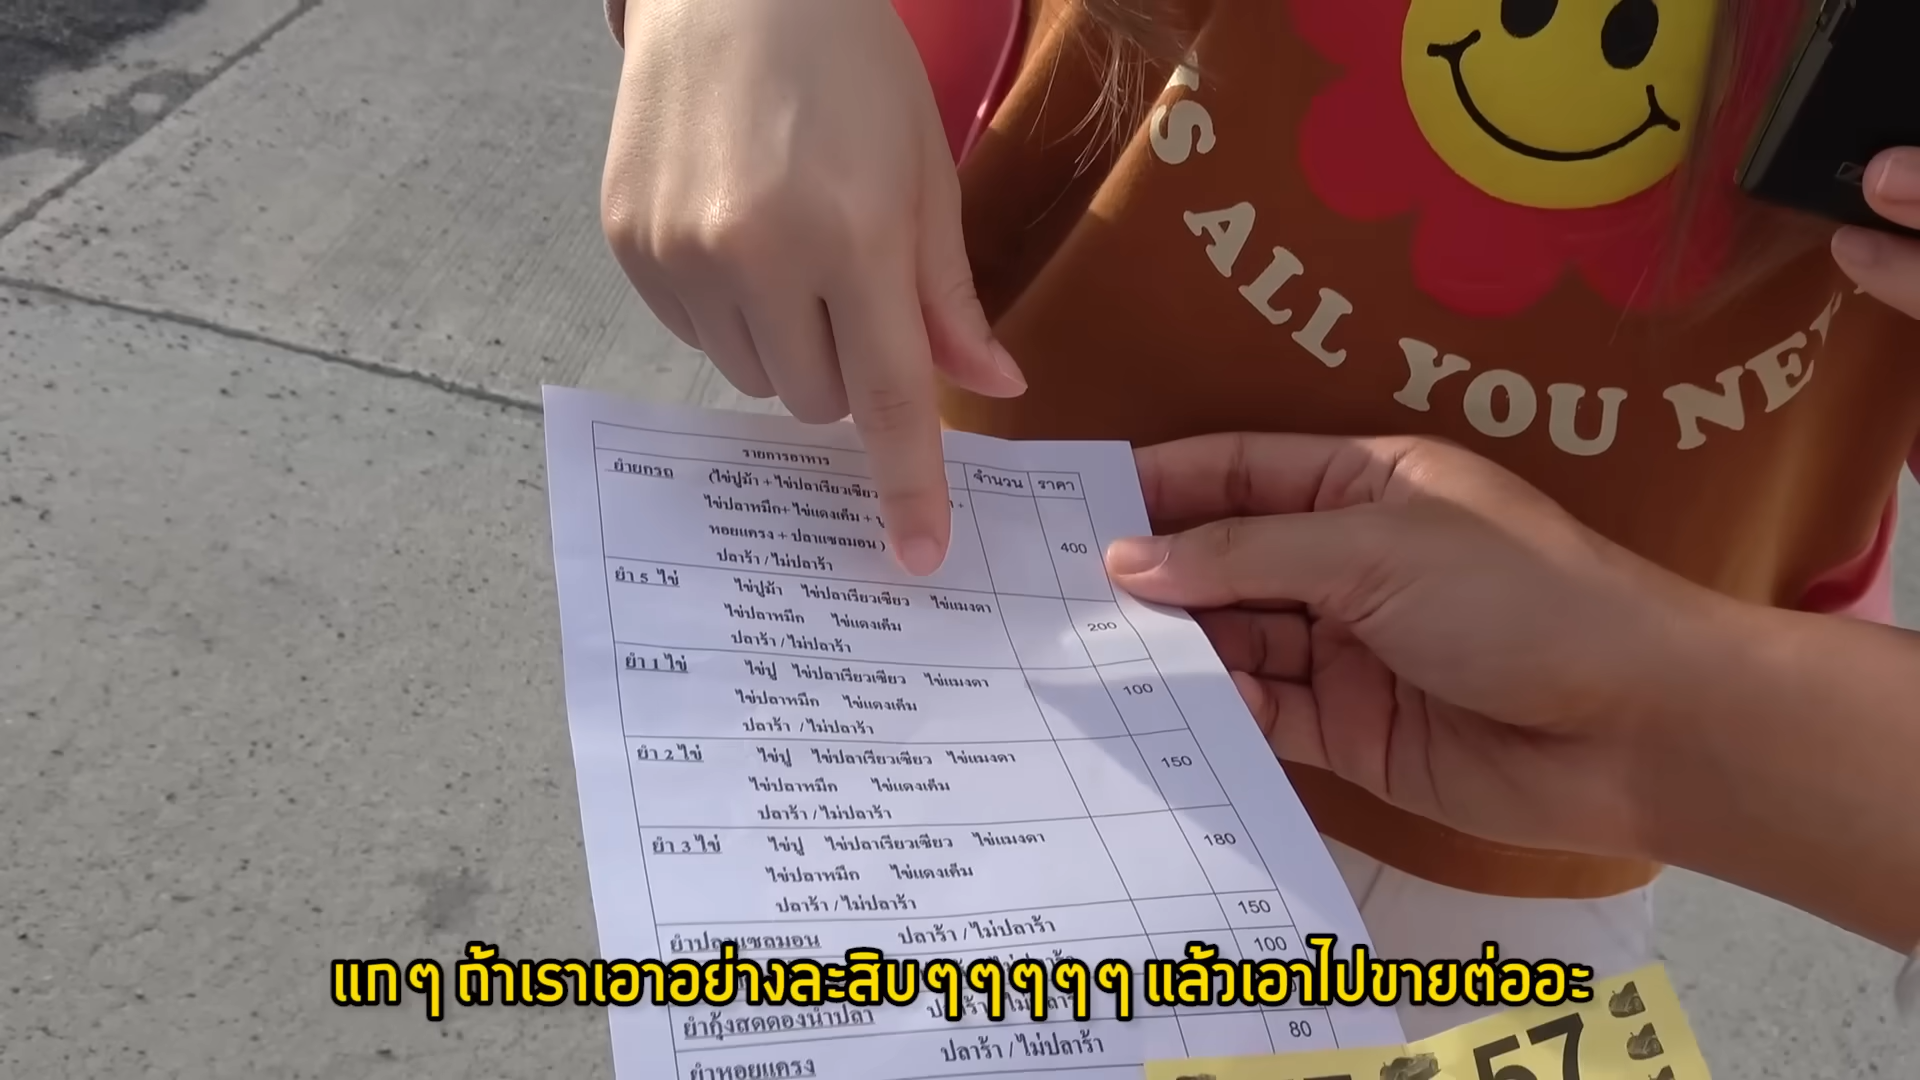 S ALL YOU NE
รายการอาหาร จำนวน ราคา
ยำยกรถ (ไข่ปูม้า + ไข่ปลาเรียวเซียว
ไข่ปลาหมึก+ ไข่แดงเค็ม +
หอยแครง + ปลาแซลมอน ) 400
ปลาร้า / ไม่ปลาร้า
ยำ 5 ไข่ ไข่ปูม้า ไข่ปลาเรียวเซียว ไข่แมงดา
ไข่ปลาหมึก ไข่แดงเค็ม 200
ปลาร้า / ไม่ปลาร้า
ยำ 1 ไข่ ไข่ปู ไข่ปลาเรียวเซียว ไข่แมงดา
ไข่ปลาหมึก ไข่แดงเค็ม 100
ปลาร้า / ไม่ปลาร้า
ยำ 2 ไข่ ไข่ปู ไข่ปลาเรียวเซียว ไข่แมงดา
ไข่ปลาหมึก ไข่แดงเค็ม 150
ปลาร้า / ไม่ปลาร้า
ยำ 3 ไข่ ไข่ปู ไข่ปลาเรียวเซียว ไข่แมงดา
ไข่ปลาหมึก ไข่แดงเค็ม 180
ปลาร้า / ไม่ปลาร้า
ยำปลาแซลมอน ปลาร้า / ไม่ปลาร้า 150
100
แกๆ ถ้าเราเอาอย่างละสิบๆๆๆๆๆ แล้วเอาไปขายต่ออะ
ยำกุ้งสดดองน้ำปลา
ยำหอยแครง ปลาร้า / ไม่ปลาร้า 80
57